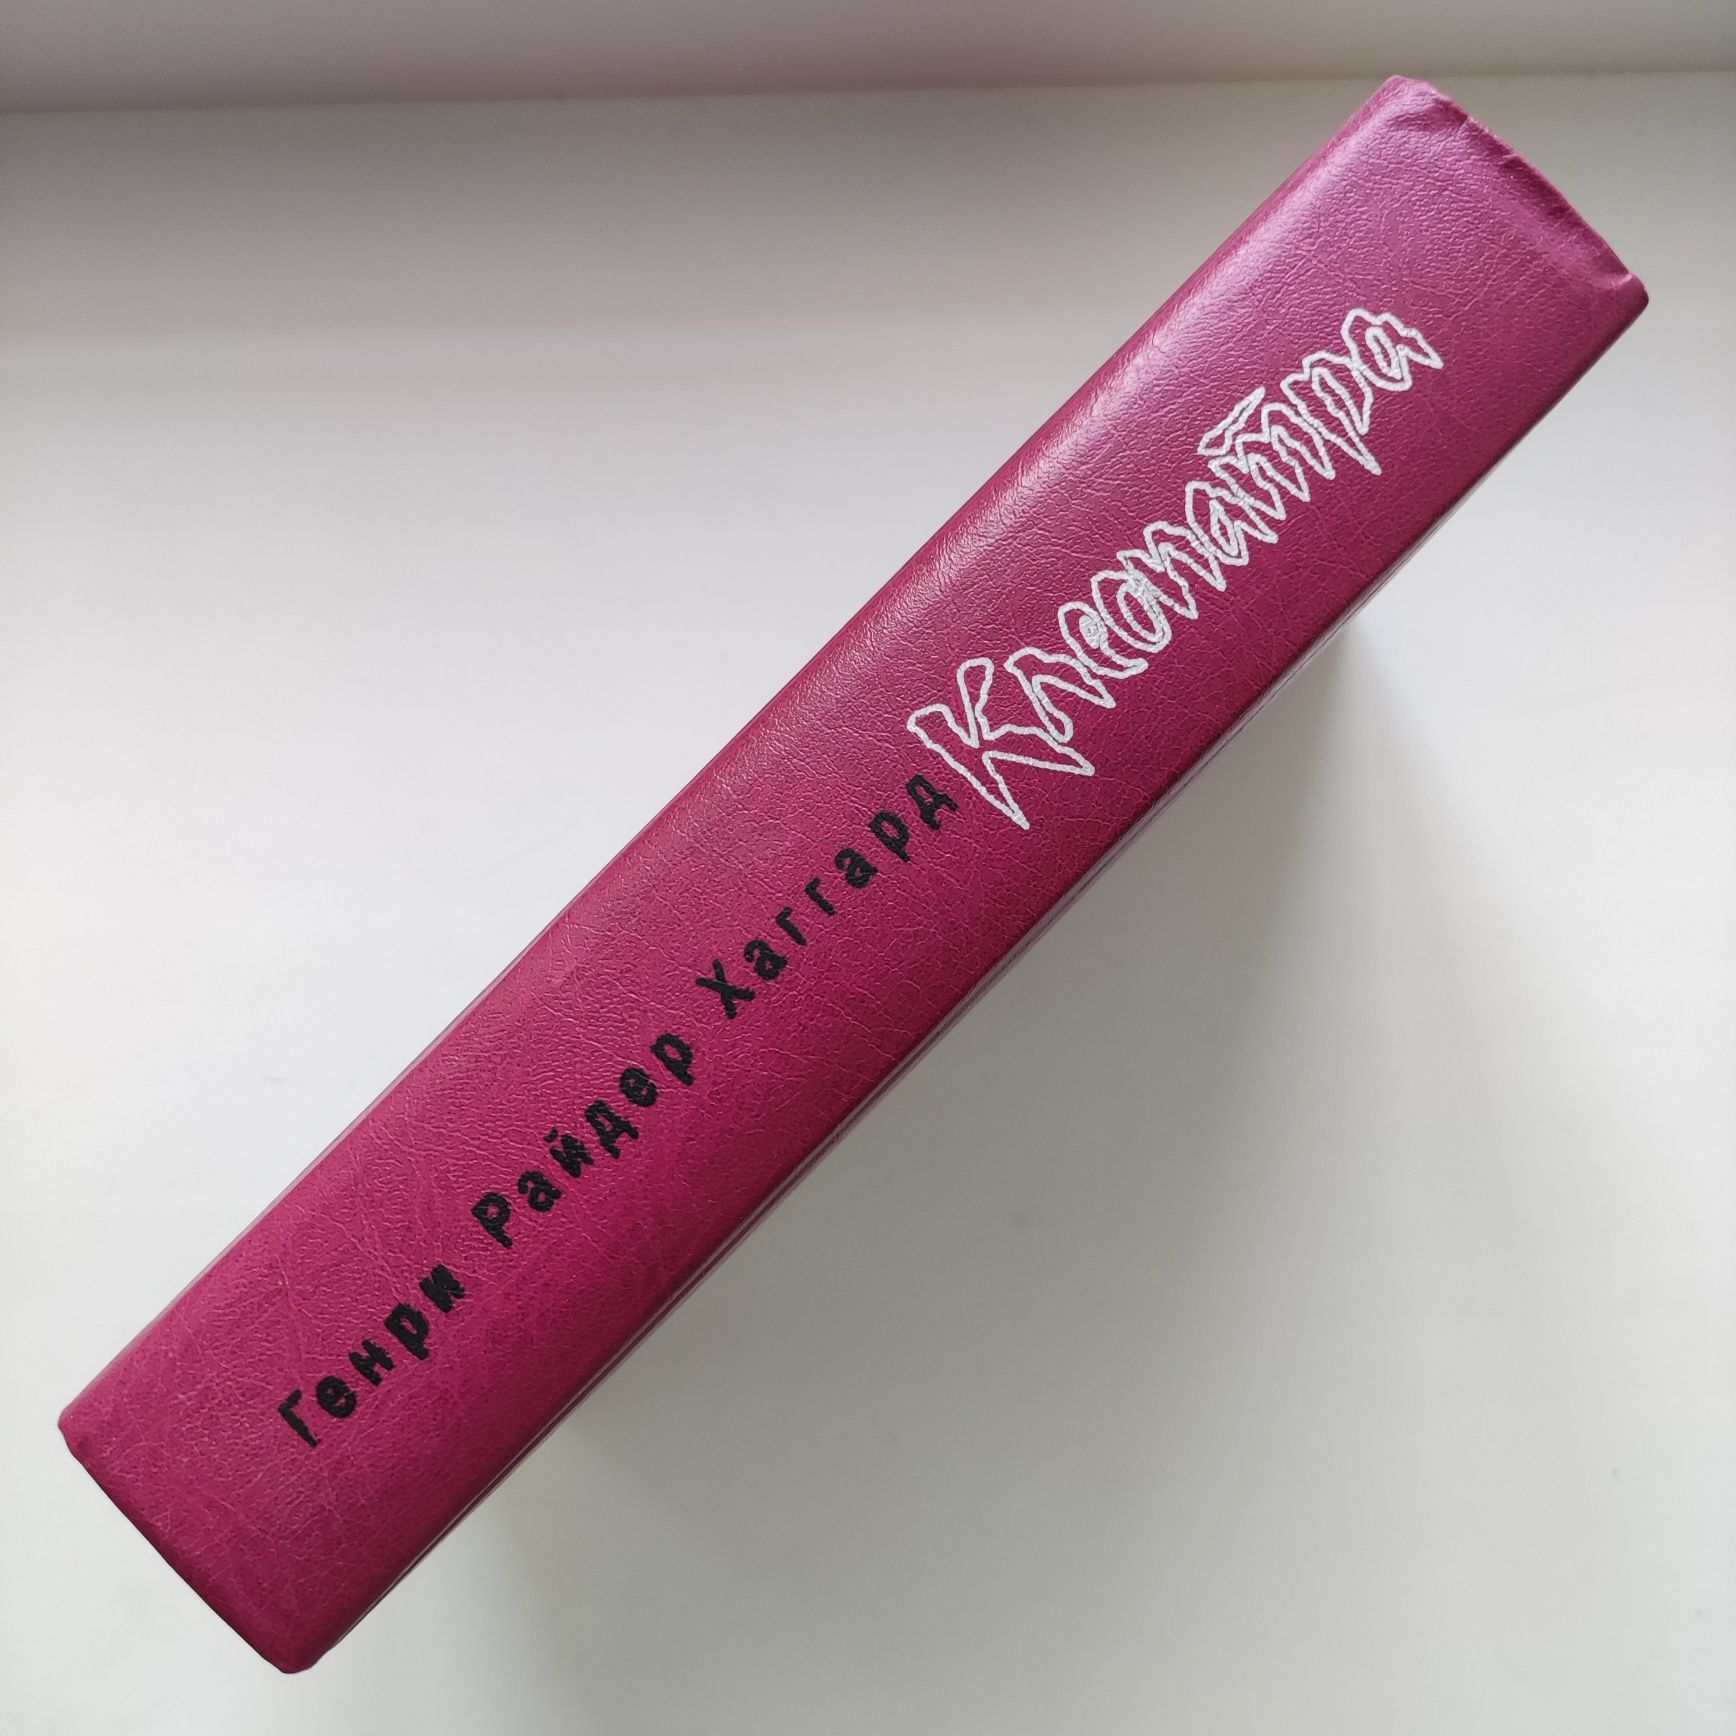 Генри Райдер Хаггард
Клеопатра